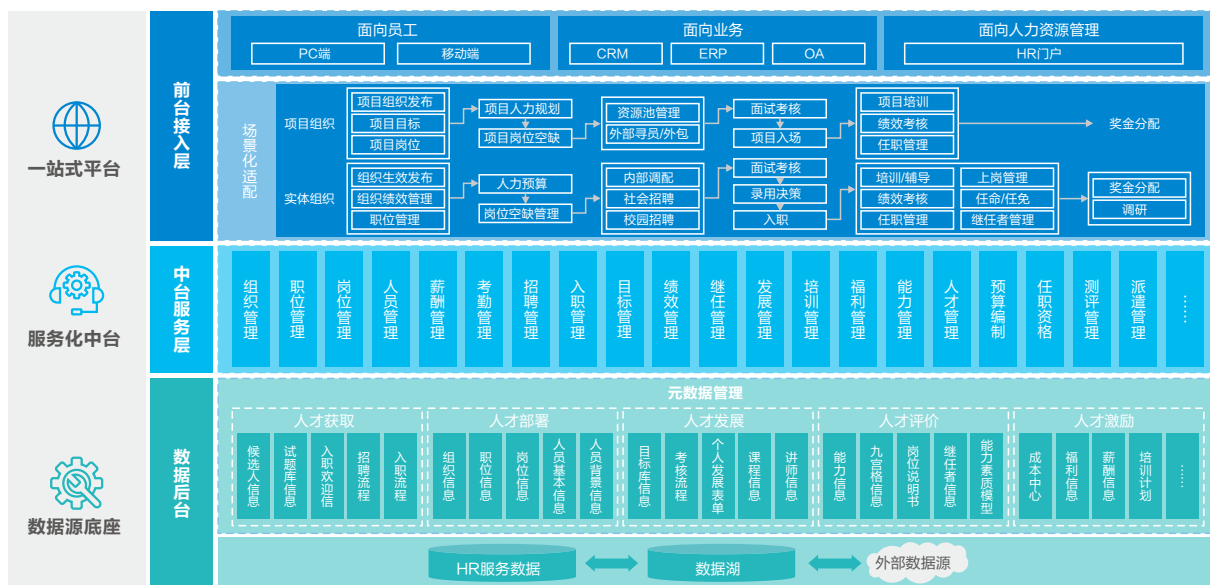 一站式平台
服务化中台
数据源底座
前台接入层
面向员工
PC端
移动端
面向业务
CRM
ERP
OA
面向人力资源管理
HR门户
场景化适配
项目组织
项目组织发布
项目目标
项目岗位
项目人力规划
项目岗位空缺
资源池管理
外部寻员/外包
面试考核
项目入场
项目培训
绩效考核
任职管理
奖金分配
实体组织
组织生效发布
组织绩效管理
职位管理
人力预算
岗位空缺管理
内部调配
社会招聘
校园招聘
面试考核
录用决策
入职
培训/辅导
绩效考核
任职管理
上岗管理
任命/任免
继任者管理
奖金分配
调研
中台服务层
组织管理
职位管理
岗位管理
人员管理
薪酬管理
考勤管理
招聘管理
入职管理
目标管理
绩效管理
继任管理
发展管理
培训管理
福利管理
能力管理
人才管理
预算编制
任职资格
测评管理
派遣管理
……
数据后台
元数据管理
人才获取
候选人信息
试题库信息
入职欢迎信
招聘流程
入职流程
人才部署
组织信息
职位信息
岗位信息
人员基本信息
人员背景信息
人才发展
目标库信息
考核流程
个人发展表单
课程信息
讲师信息
人才评价
能力信息
九宫格信息
岗位说明书
继任者信息
能力素质模型
人才激励
成本中心
福利信息
薪酬信息
培训计划
……
HR服务数据
数据湖
外部数据源